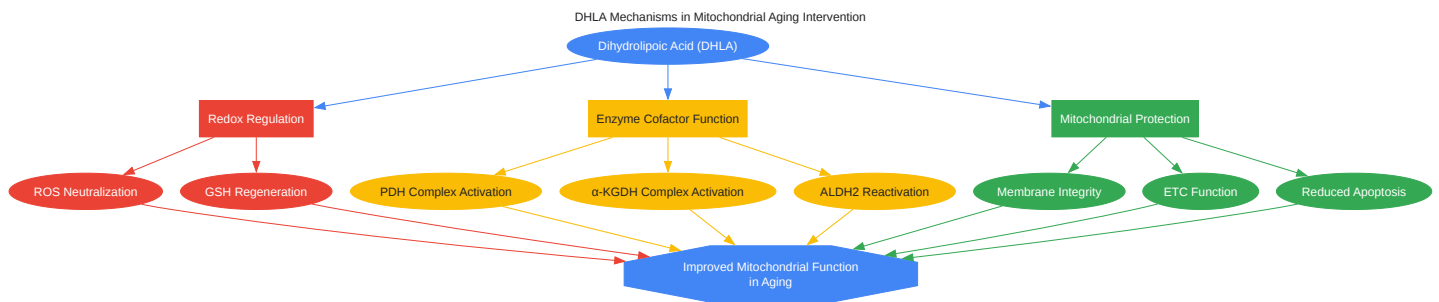 DHLA Mechanisms in Mitochondrial Aging Intervention
Dihydrolipoic Acid (DHLA)
Redox Regulation
Enzyme Cofactor Function
Mitochondrial Protection
ROS Neutralization
GSH Regeneration
PDH Complex Activation
α-KGDH Complex Activation
ALDH2 Reactivation
Membrane Integrity
ETC Function
Reduced Apoptosis
Improved Mitochondrial Function
in Aging